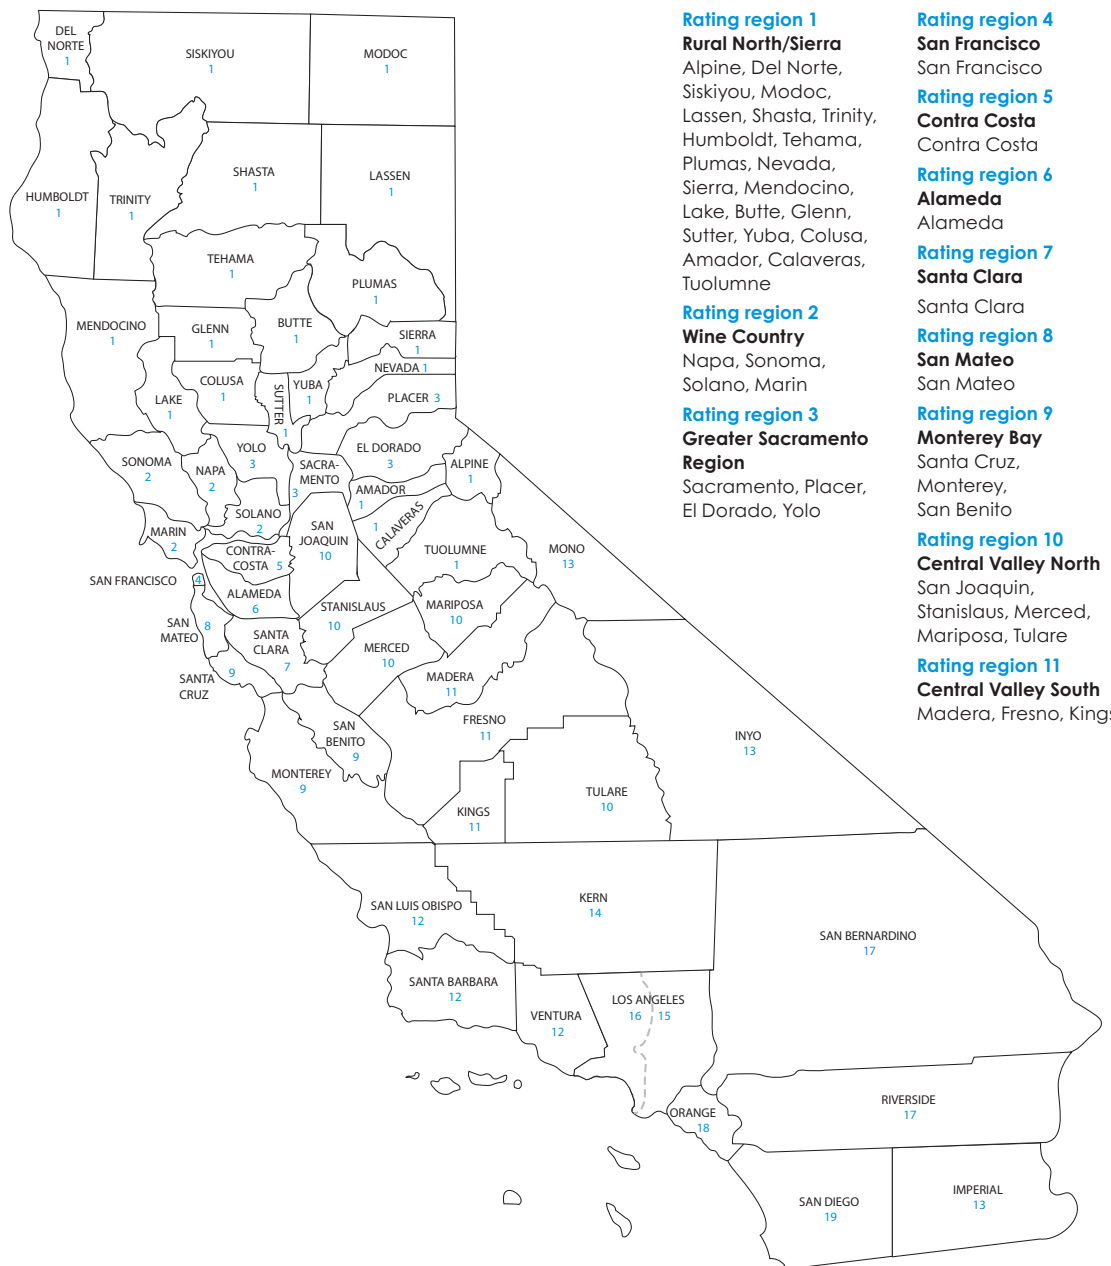 DEL
NORTE
1
SISKIYOU
1
MODOC
1
HUMBOLDT
1
TRINITY
1
SHASTA
1
LASSEN
1
TEHAMA
1
PLUMAS
1
MENDOCINO
1
GLENN
1
BUTTE
1
SIERRA
1
NEVADA 1
COLUSA
1
SUTTER
1
YUBA
1
PLACER 3
LAKE
1
SONOMA
2
NAPA
2
YOLO
3
SACRA-
MENTO
3
EL DORADO
3
ALPINE
1
AMADOR
1
SOLANO
2
MARIN
2
SAN
JOAQUIN
10
CALAVERAS
1
TUOLUMNE
1
MONO
13
CONTRA-
COSTA 5
SAN FRANCISCO 4
ALAMEDA
6
STANISLAUS
10
MARIPOSA
10
SAN
MATEO
8
SANTA
CLARA
7
MERCED
10
SANTA
CRUZ
9
MADERA
11
FRESNO
11
SAN
BENITO
9
INYO
13
MONTEREY
9
TULARE
10
KINGS
11
SAN LUIS OBISPO
12
KERN
14
SAN BERNARDINO
17
SANTA BARBARA
12
VENTURA
12
LOS ANGELES
16 15
ORANGE
18
RIVERSIDE
17
SAN DIEGO
19
IMPERIAL
13
Rating region 1
Rural North/Sierra
Alpine, Del Norte,
Siskiyou, Modoc,
Lassen, Shasta, Trinity,
Humboldt, Tehama,
Plumas, Nevada,
Sierra, Mendocino,
Lake, Butte, Glenn,
Sutter, Yuba, Colusa,
Amador, Calaveras,
Tuolumne
Rating region 2
Wine Country
Napa, Sonoma,
Solano, Marin
Rating region 3
Greater Sacramento
Region
Sacramento, Placer,
El Dorado, Yolo
Rating region 4
San Francisco
San Francisco
Rating region 5
Contra Costa
Contra Costa
Rating region 6
Alameda
Alameda
Rating region 7
Santa Clara
Santa Clara
Rating region 8
San Mateo
San Mateo
Rating region 9
Monterey Bay
Santa Cruz,
Monterey,
San Benito
Rating region 10
Central Valley North
San Joaquin,
Stanislaus, Merced,
Mariposa, Tulare
Rating region 11
Central Valley South
Madera, Fresno, Kings